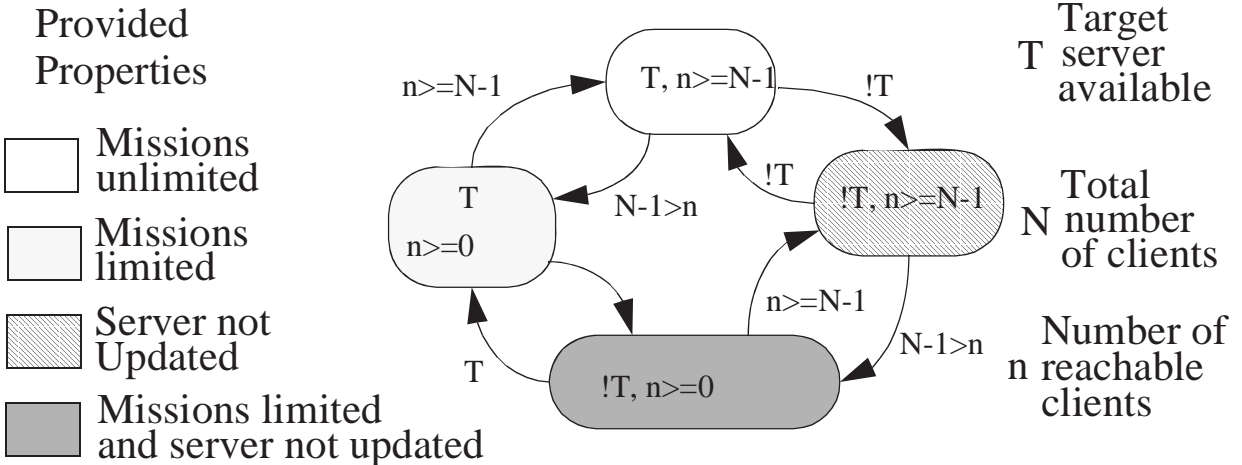 Provided
Properties
Missions
unlimited
Missions
limited
Server not
Updated
Missions limited
and server not updated
n>=N-1
T, n>=N-1
!T
N-1>n
!T
T
n>=0
!T, n>=N-1
n>=N-1
N-1>n
T
!T, n>=0
Target
T server
available
Total
N number
of clients
Number of
n reachable
clients